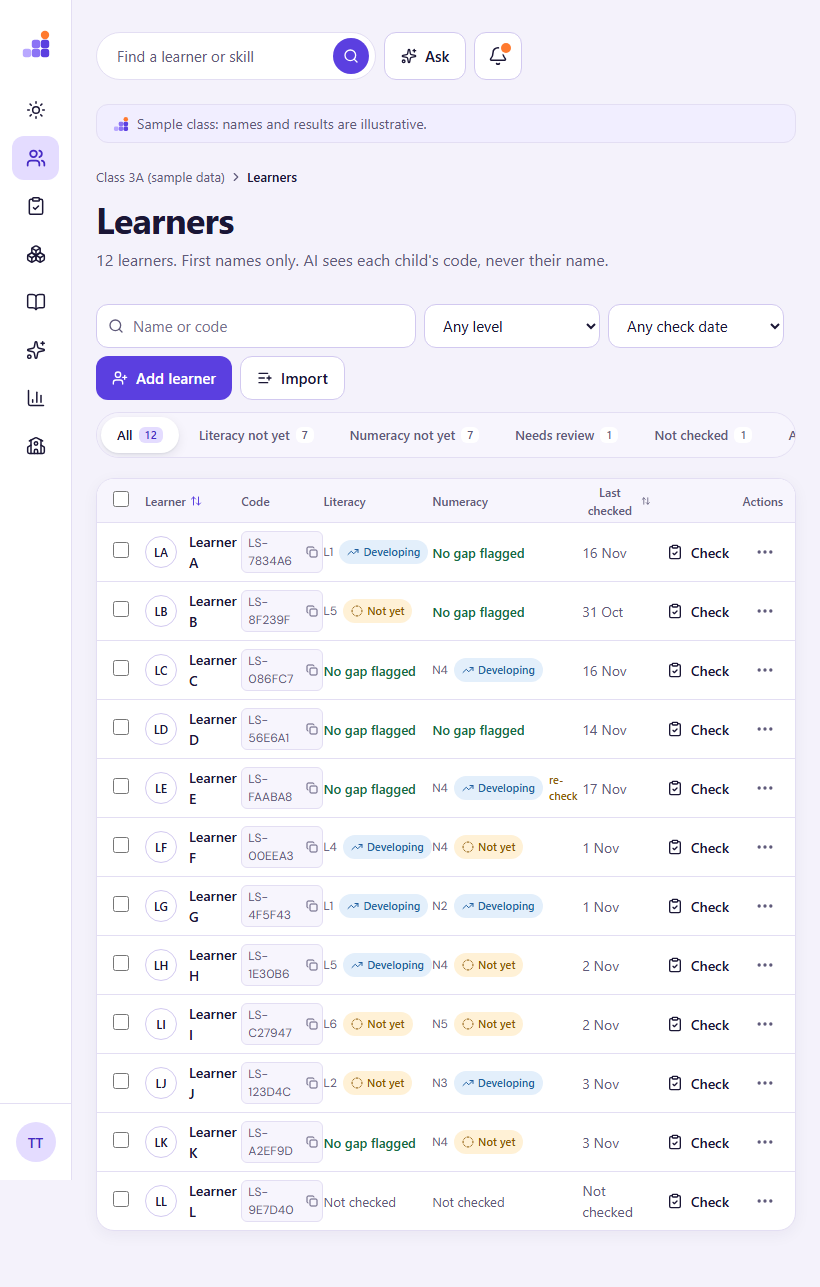 Find a learner or skill
Ask
Sample class: names and results are illustrative.
Class 3A (sample data) > Learners
Learners
12 learners. First names only. AI sees each child's code, never their name.
Name or code
Any level
Any check date
Add learner
Import
All 12
Literacy not yet 7
Numeracy not yet 7
Needs review 1
Not checked 1
A
Learner
Code
Literacy
Numeracy
Last
checked
Actions
LA
Learner
A
LS-
7834A6
L1 Developing
No gap flagged
16 Nov
Check
LB
Learner
B
LS-
8F239F
L5 Not yet
No gap flagged
31 Oct
Check
LC
Learner
C
LS-
086FC7
No gap flagged
N4 Developing
16 Nov
Check
LD
Learner
D
LS-
56E6A1
No gap flagged
No gap flagged
14 Nov
Check
LE
Learner
E
LS-
FAABA8
No gap flagged
N4 Developing
re-
check
17 Nov
Check
LF
Learner
F
LS-
00EEA3
L4 Developing
N4 Not yet
1 Nov
Check
LG
Learner
G
LS-
4F5F43
L1 Developing
N2 Developing
1 Nov
Check
LH
Learner
H
LS-
1E30B6
L5 Developing
N4 Not yet
2 Nov
Check
LI
Learner
I
LS-
C27947
L6 Not yet
N5 Not yet
2 Nov
Check
LJ
Learner
J
LS-
123D4C
L2 Not yet
N3 Developing
3 Nov
Check
LK
Learner
K
LS-
A2EF9D
No gap flagged
N4 Not yet
3 Nov
Check
LL
Learner
L
LS-
9E7D40
Not checked
Not checked
Not
checked
Check
TT